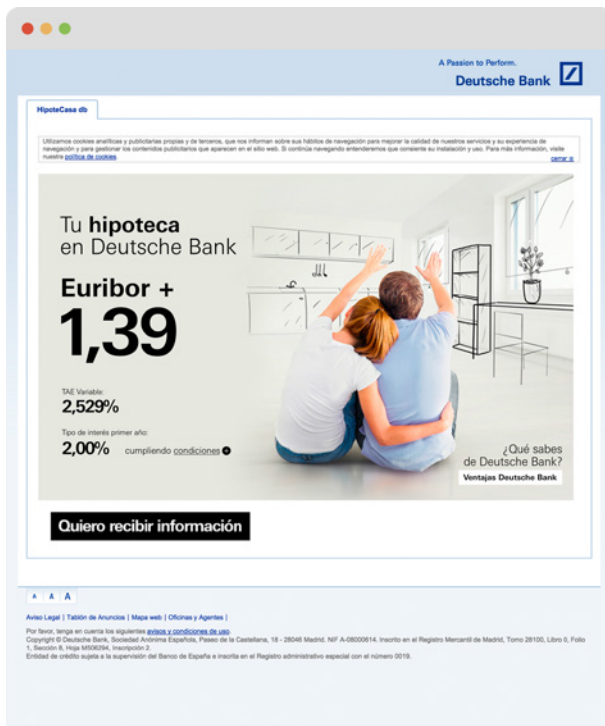 A Passion to Perform.
Deutsche Bank
HipoteCasa db
Utilizamos cookies analíticas y publicitarias propias y de terceros, que nos informan sobre sus hábitos de navegación para mejorar la calidad de nuestros servicios y su experiencia de
navegación y para gestionar los contenidos publicitarios que aparecen en el sitio web. Si continúa navegando entenderemos que consiente su instalación y uso. Para más información, visite
nuestra política de cookies.
cerrar x
Tu hipoteca
en Deutsche Bank
Euribor +
1,39
TAE Variable:
2,529%
Tipo de interés primer año:
2,00% cumpliendo condiciones
¿Qué sabes
de Deutsche Bank?
Ventajas Deutsche Bank
Quiero recibir información
A A A
Aviso Legal | Tablón de Anuncios | Mapa web | Oficinas y Agentes |
Por favor, tenga en cuenta los siguientes avisos y condiciones de uso.
Copyright © Deutsche Bank, Sociedad Anónima Española, Paseo de la Castellana, 18 - 28046 Madrid. NIF A-08000614. Inscrito en el Registro Mercantil de Madrid, Tomo 28100, Libro 0, Folio
1, Sección 8, Hoja M506294, Inscripción 2.
Entidad de crédito sujeta a la supervisión del Banco de España e inscrita en el Registro administrativo especial con el número 0019.